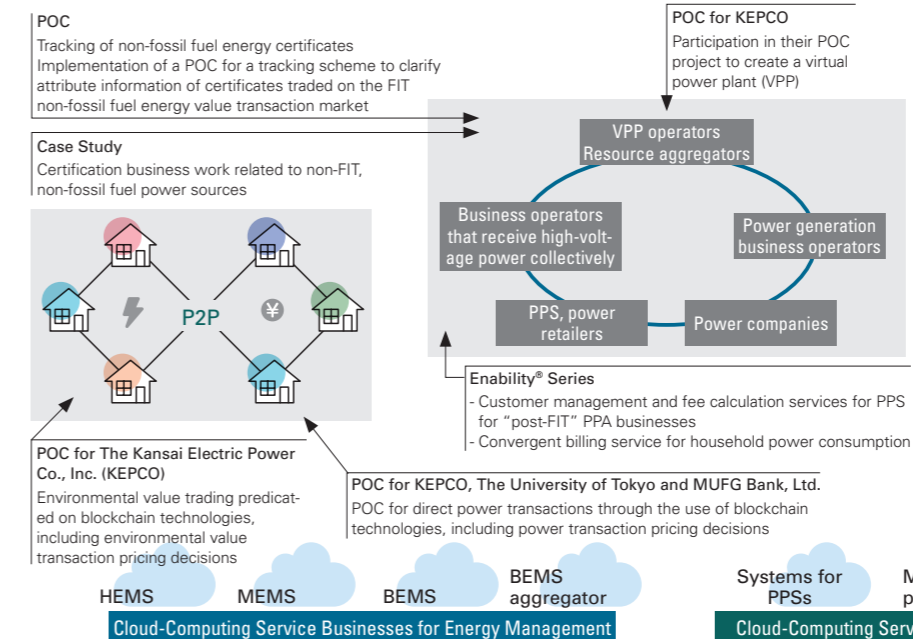 POC
Tracking of non-fossil fuel energy certificates
Implementation of a POC for a tracking scheme to clarify
attribute information of certificates traded on the FIT
non-fossil fuel energy value transaction market
POC for KEPCO
Participation in their POC
project to create a virtual
power plant (VPP)
Case Study
Certification business work related to non-FIT,
non-fossil fuel power sources
VPP operators
Resource aggregators
Business operators
that receive high-volt-
age power collectively
Power generation
business operators
PPS, power
retailers
Power companies
P2P
¥
Enability® Series
- Customer management and fee calculation services for PPS
for “post-FIT” PPA businesses
- Convergent billing service for household power consumption
POC for The Kansai Electric Power
Co., Inc. (KEPCO)
Environmental value trading predicat-
ed on blockchain technologies,
including environmental value
transaction pricing decisions
POC for KEPCO, The University of Tokyo and MUFG Bank, Ltd.
POC for direct power transactions through the use of blockchain
technologies, including power transaction pricing decisions
HEMS
MEMS
BEMS
BEMS
aggregator
Systems for
PPSs
Cloud-Computing Service Businesses for Energy Management
Cloud-Computing